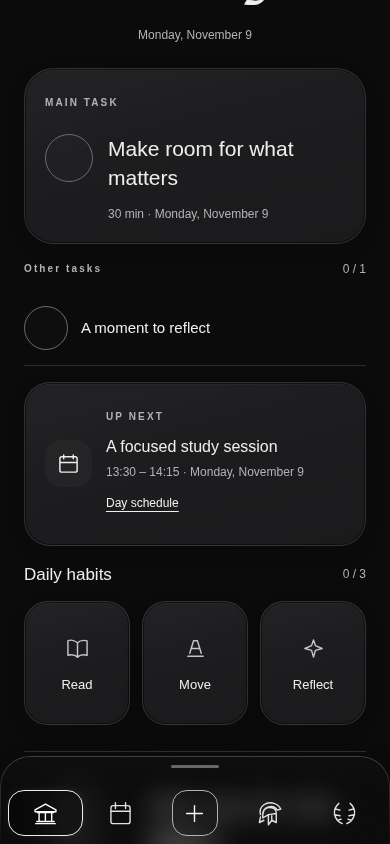 Monday, November 9
MAIN TASK
Make room for what
matters
30 min · Monday, November 9
Other tasks
0 / 1
A moment to reflect
UP NEXT
A focused study session
13:30 – 14:15 · Monday, November 9
Day schedule
Daily habits
0 / 3
Read
Move
Reflect